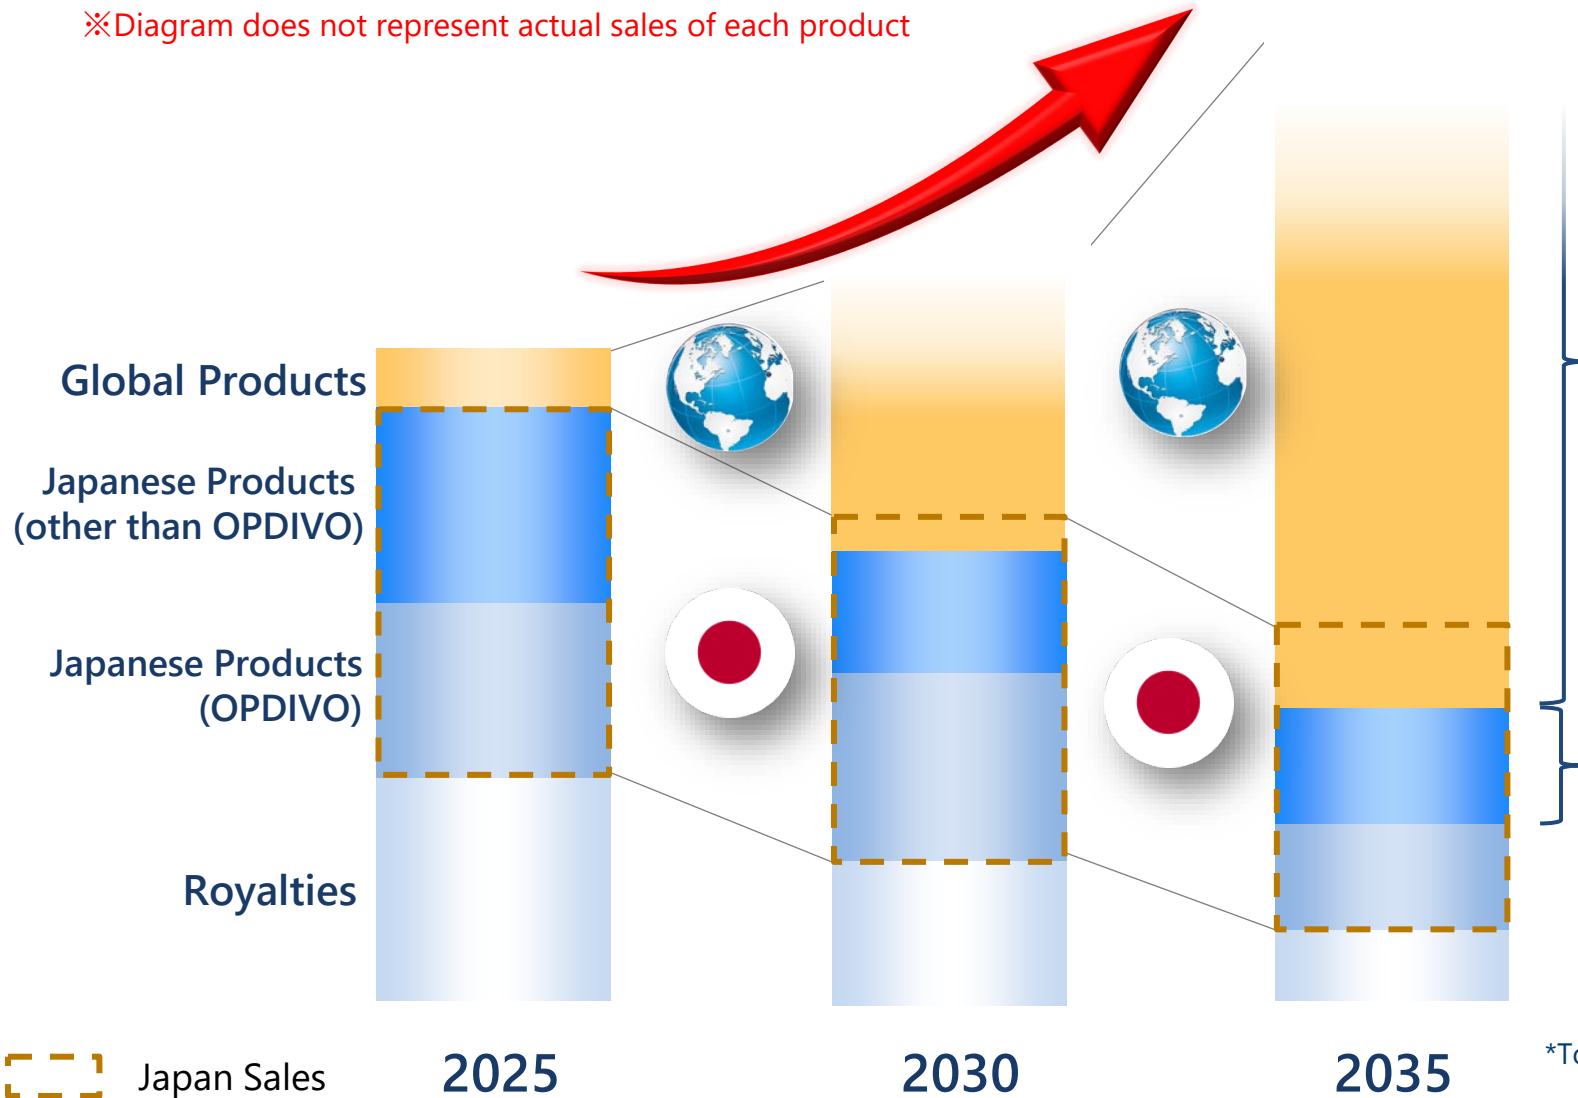 ※Diagram does not represent actual sales of each product
Global Products
Japanese Products
(other than OPDIVO)
Japanese Products
(OPDIVO)
Royalties
Japan Sales
2025
2030
2035